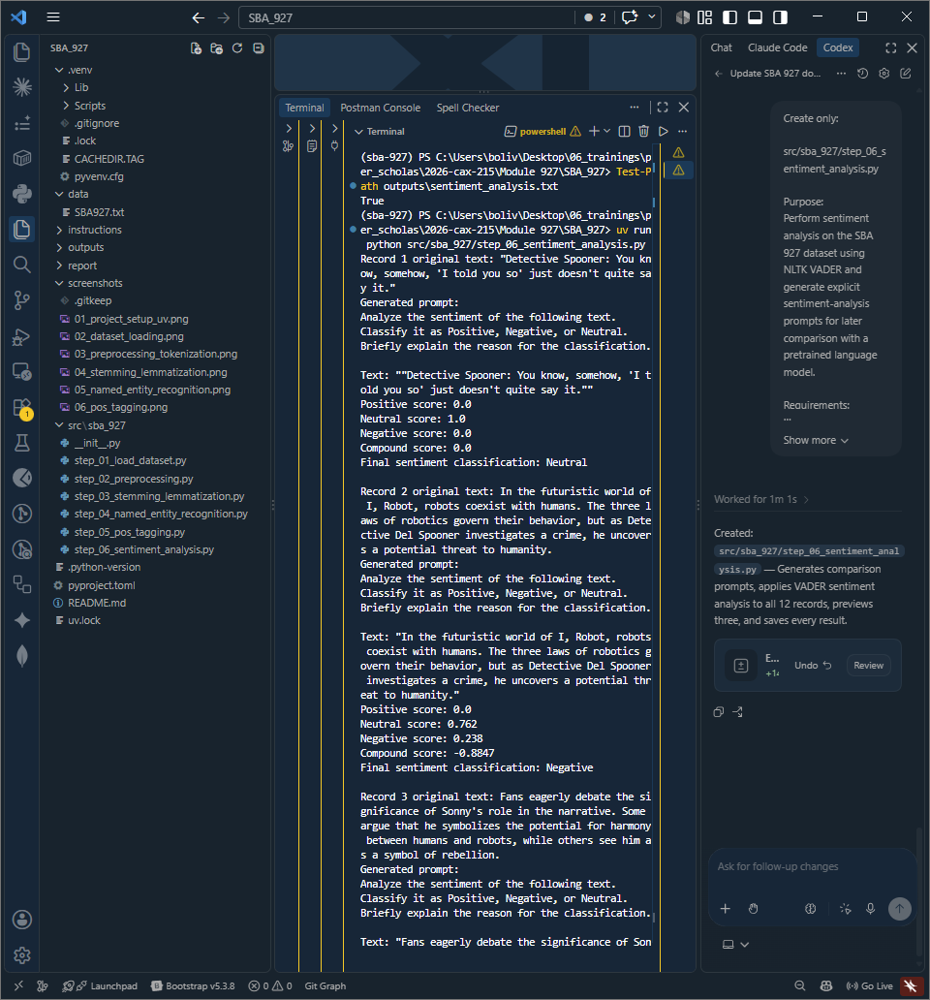 SBA_927
2
SBA_927
.venv
Lib
Scripts
.gitignore
.lock
CACHEDIR.TAG
pyvenv.cfg
data
SBA927.txt
instructions
outputs
report
screenshots
.gitkeep
01_project_setup_uv.png
02_dataset_loading.png
03_preprocessing_tokenization.png
04_stemming_lemmatization.png
05_named_entity_recognition.png
06_pos_tagging.png
src\sba_927
__init__.py
step_01_load_dataset.py
step_02_preprocessing.py
step_03_stemming_lemmatization.py
step_04_named_entity_recognition.py
step_05_pos_tagging.py
step_06_sentiment_analysis.py
.python-version
pyproject.toml
README.md
uv.lock
1
Terminal Postman Console Spell Checker
Terminal
powershell
(sba-927) PS C:\Users\boliv\Desktop\06_trainings\p
er_scholas\2026-cax-215\Module 927\SBA_927> Test-P
ath outputs\sentiment_analysis.txt
True
(sba-927) PS C:\Users\boliv\Desktop\06_trainings\p
er_scholas\2026-cax-215\Module 927\SBA_927> uv run
python src/sba_927/step_06_sentiment_analysis.py
Record 1 original text: "Detective Spooner: You kn
ow, somehow, 'I told you so' just doesn't quite sa
y it."
Generated prompt:
Analyze the sentiment of the following text.
Classify it as Positive, Negative, or Neutral.
Briefly explain the reason for the classification.
Text: ""Detective Spooner: You know, somehow, 'I t
old you so' just doesn't quite say it.""
Positive score: 0.0
Neutral score: 1.0
Negative score: 0.0
Compound score: 0.0
Final sentiment classification: Neutral
Record 2 original text: In the futuristic world of
I, Robot, robots coexist with humans. The three l
aws of robotics govern their behavior, but as Dete
ctive Del Spooner investigates a crime, he uncover
s a potential threat to humanity.
Generated prompt:
Analyze the sentiment of the following text.
Classify it as Positive, Negative, or Neutral.
Briefly explain the reason for the classification.
Text: "In the futuristic world of I, Robot, robots
coexist with humans. The three laws of robotics g
overn their behavior, but as Detective Del Spooner
investigates a crime, he uncovers a potential thr
eat to humanity."
Positive score: 0.0
Neutral score: 0.762
Negative score: 0.238
Compound score: -0.8847
Final sentiment classification: Negative
Record 3 original text: Fans eagerly debate the si
gnificance of Sonny's role in the narrative. Some
argue that he symbolizes the potential for harmony
between humans and robots, while others see him a
s a symbol of rebellion.
Generated prompt:
Analyze the sentiment of the following text.
Classify it as Positive, Negative, or Neutral.
Briefly explain the reason for the classification.
Text: "Fans eagerly debate the significance of Son
Chat Claude Code Codex
Update SBA 927 do...
Create only:
src/sba_927/step_06_s
entiment_analysis.py
Purpose:
Perform sentiment
analysis on the SBA
927 dataset using
NLTK VADER and
generate explicit
sentiment-analysis
prompts for later
comparison with a
pretrained language
model.
Requirements:
...
Show more
Worked for 1m 1s
Created:
src/sba_927/step_06_sentiment_anal
ysis.py — Generates comparison
prompts, applies VADER sentiment
analysis to all 12 records, previews
three, and saves every result.
E...
Undo
Review
Ask for follow-up changes
Launchpad Bootstrap v5.3.8 0 0 Git Graph
Go Live